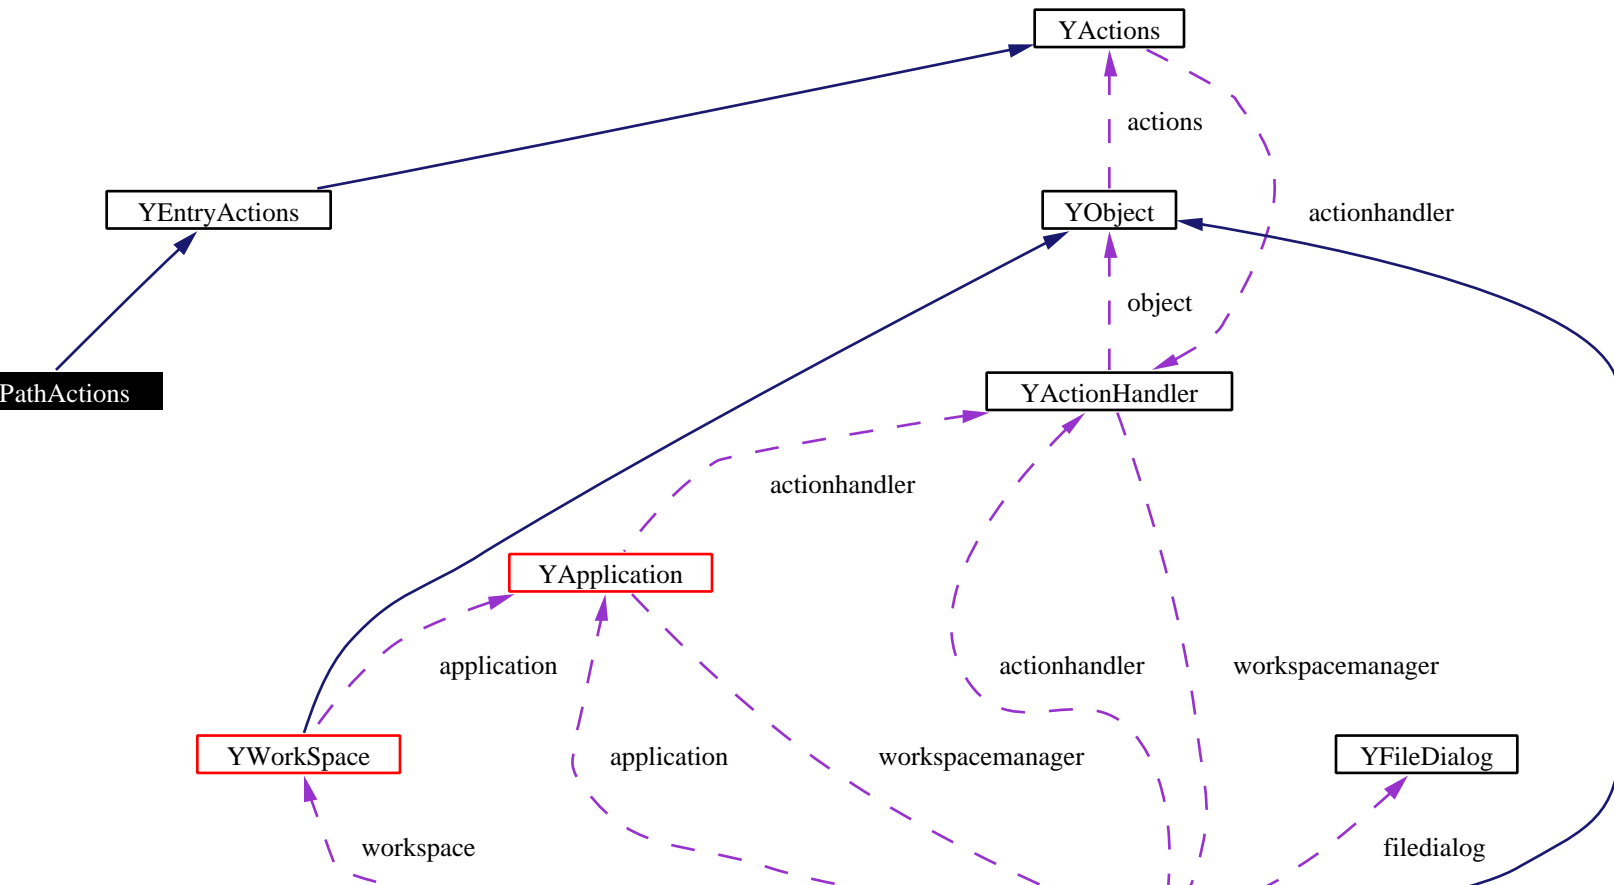 YActions
actions
YEntryActions
YObject
actionhandler
object
PathActions
YActionHandler
actionhandler
YApplication
application
actionhandler
workspacemanager
YWorkSpace
application
workspacemanager
YFileDialog
workspace
filedialog